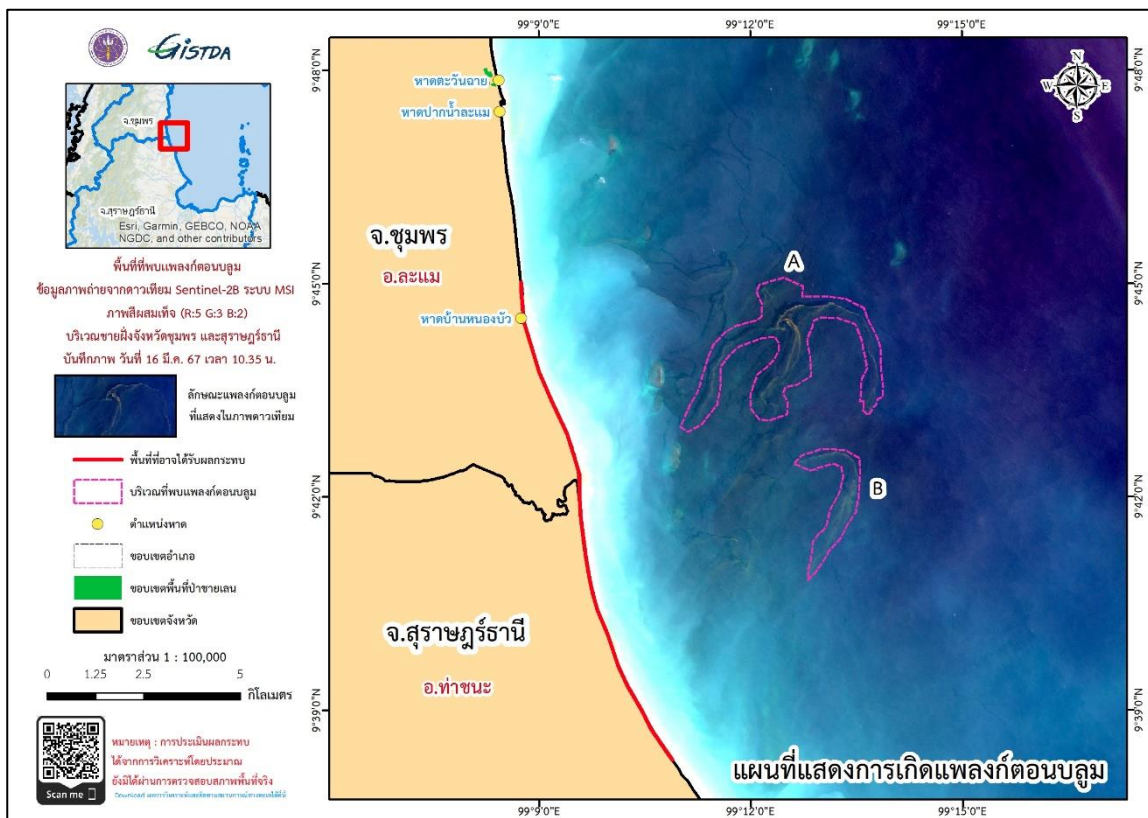 GISTDA
จ.ชุมพร
จ.สุราษฎร์ธานี
Esri, Garmin, GEBCO, NOAA
NGDC, and other contributors
พื้นที่ที่พบแพลงก์ตอนบลูม
ข้อมูลภาพถ่ายจากดาวเทียม Sentinel-2B ระบบ MSI
ภาพสีผสมเท็จ (R:5 G:3 B:2)
บริเวณชายฝั่งจังหวัดชุมพร และสุราษฎร์ธานี
บันทึกภาพ วันที่ 16 มี.ค. 67 เวลา 10.35 น.
ลักษณะแพลงก์ตอนบลูม
ที่แสดงในภาพดาวเทียม
พื้นที่ที่อาจได้รับผลกระทบ
บริเวณที่พบแพลงก์ตอนบลูม
ตำแหน่งหาด
ขอบเขตอำเภอ
ขอบเขตพื้นที่ป่าชายเลน
ขอบเขตจังหวัด
มาตราส่วน 1 : 100,000
0 1.25 2.5 5
กิโลเมตร
Scan me
หมายเหตุ : การประเมินผลกระทบ
ได้จากการวิเคราะห์โดยประมาณ
ยังมิได้ผ่านการตรวจสอบสภาพพื้นที่จริง
99°9'0"E 99°12'0"E 99°15'0"E
9°48'0"N 9°48'0"N
หาดตะวันฉาย
หาดปากน้ำละแม
N
W E
S
จ.ชุมพร
อ.ละแม
A
9°45'0"N 9°45'0"N
หาดบ้านหนองบัว
B
9°42'0"N 9°42'0"N
จ.สุราษฎร์ธานี
อ.ท่าชนะ
9°39'0"N 9°39'0"N
แผนที่แสดงการเกิดแพลงก์ตอนบลูม
99°9'0"E 99°12'0"E 99°15'0"E